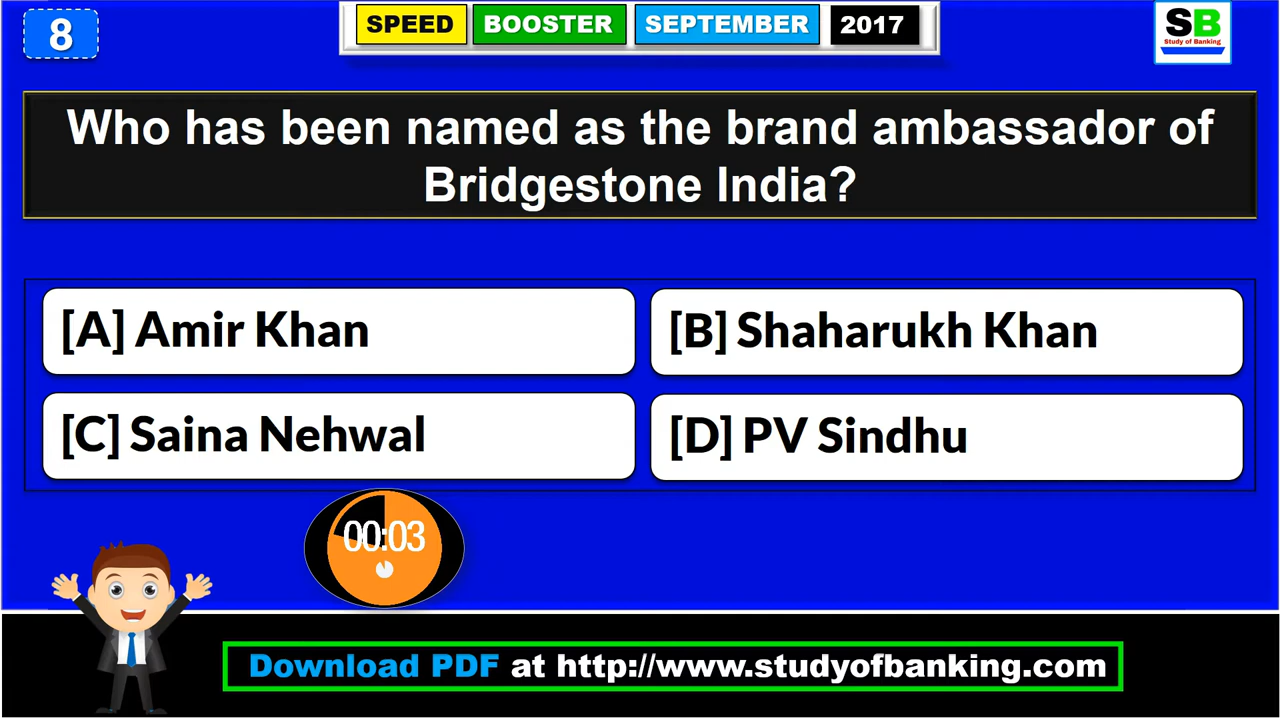 8
SPEED BOOSTER SEPTEMBER 2017
SB
Study of Banking
Who has been named as the brand ambassador of
Bridgestone India?
[A] Amir Khan
[B] Shaharukh Khan
[C] Saina Nehwal
[D] PV Sindhu
00:03
Download PDF at http://www.studyofbanking.com